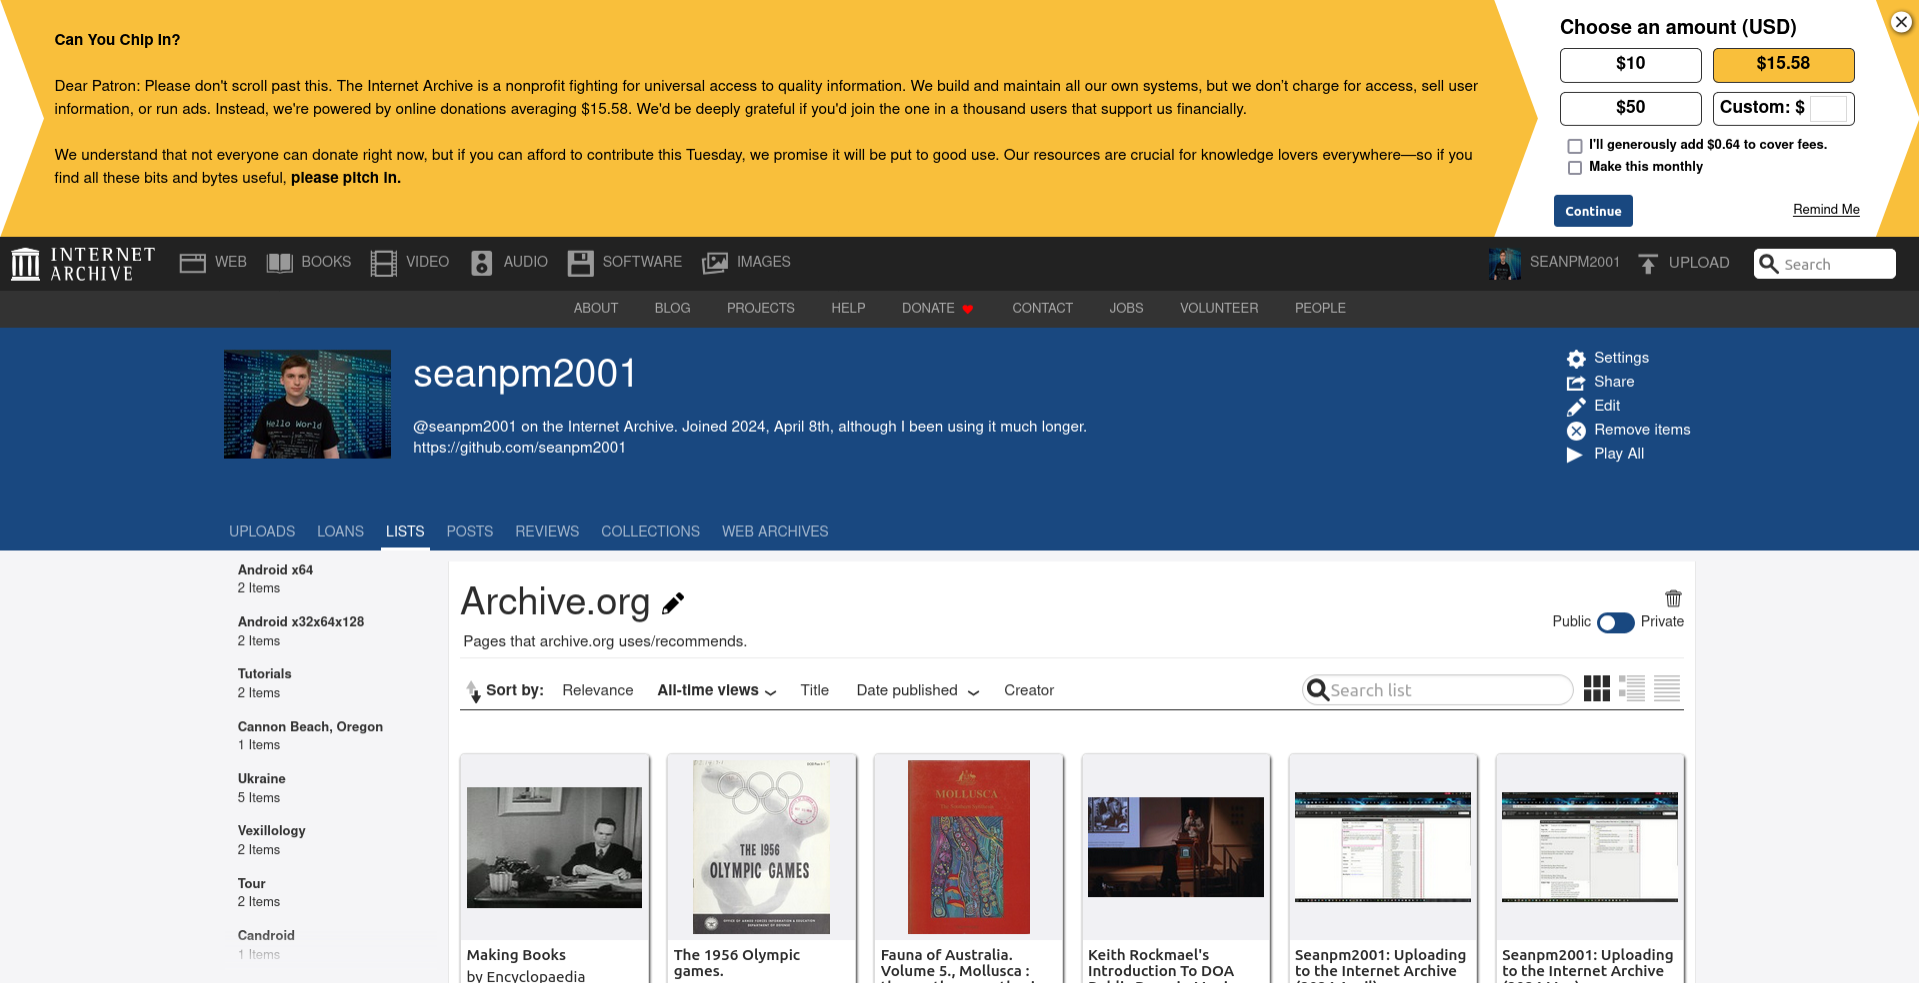 Can You Chip In?
Dear Patron: Please don't scroll past this. The Internet Archive is a nonprofit fighting for universal access to quality information. We build and maintain all our own systems, but we don't charge for access, sell user
information, or run ads. Instead, we're powered by online donations averaging $15.58. We'd be deeply grateful if you'd join the one in a thousand users that support us financially.
We understand that not everyone can donate right now, but if you can afford to contribute this Tuesday, we promise it will be put to good use. Our resources are crucial for knowledge lovers everywhere—so if you
find all these bits and bytes useful, please pitch in.
Choose an amount (USD)
$10
$15.58
$50
Custom: $
I'll generously add $0.64 to cover fees.
Make this monthly
Continue
Remind Me
INTERNET
ARCHIVE
WEB
BOOKS
VIDEO
AUDIO
SOFTWARE
IMAGES
SEANPM2001
UPLOAD
Search
ABOUT
BLOG
PROJECTS
HELP
DONATE
CONTACT
JOBS
VOLUNTEER
PEOPLE
Hello World
seanpm2001
@seanpm2001 on the Internet Archive. Joined 2024, April 8th, although I been using it much longer.
https://github.com/seanpm2001
Settings
Share
Edit
Remove items
Play All
UPLOADS
LOANS
LISTS
POSTS
REVIEWS
COLLECTIONS
WEB ARCHIVES
Android x64
2 Items
Android x32x64x128
2 Items
Tutorials
2 Items
Cannon Beach, Oregon
1 Items
Ukraine
5 Items
Vexillology
2 Items
Tour
2 Items
Candroid
1 Items
Archive.org
Pages that archive.org uses/recommends.
Public
Private
Sort by:
Relevance
All-time views
Title
Date published
Creator
Search list
THE 1956
OLYMPIC GAMES
MOLLUSCA
Making Books
by Encyclopaedia
The 1956 Olympic
games.
Fauna of Australia.
Volume 5., Mollusca :
Keith Rockmael's
Introduction To DOA
Seanpm2001: Uploading
to the Internet Archive
Seanpm2001: Uploading
to the Internet Archive